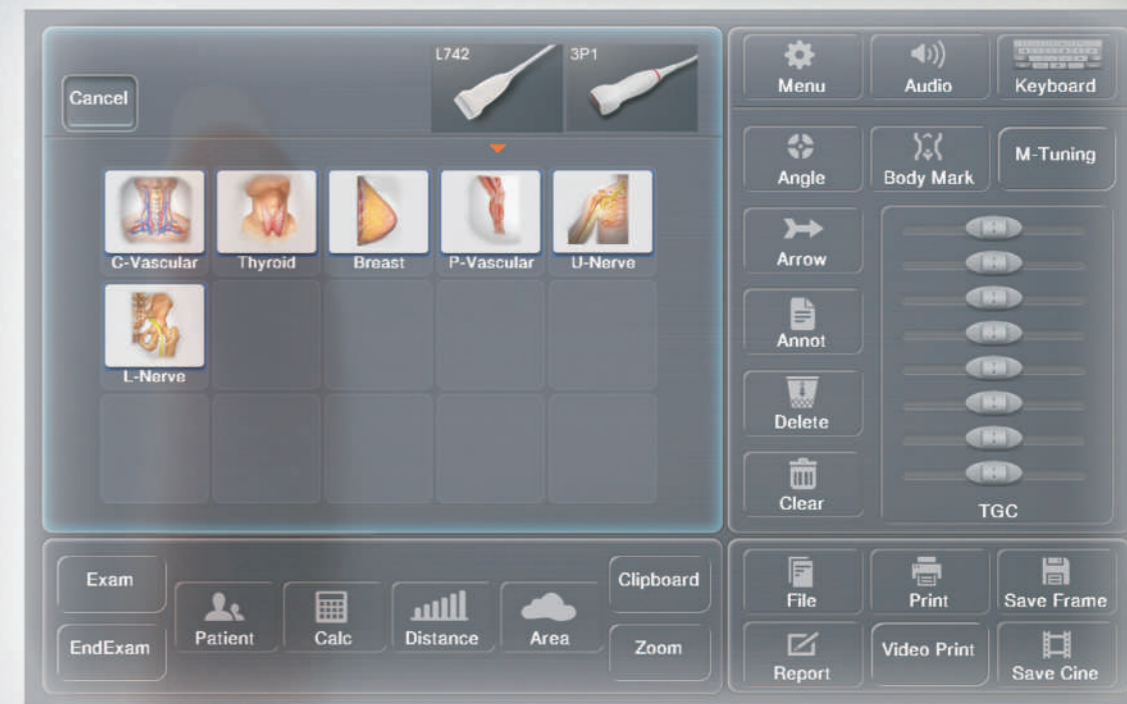 L742
3P1
Cancel
C-Vascular
Thyroid
Breast
P-Vascular
U-Nerve
L-Nerve
Menu
Audio
Keyboard
Angle
Body Mark
M-Tuning
Arrow
Annot
Delete
Clear
TGC
Exam
EndExam
Patient
Calc
Distance
Area
Clipboard
Zoom
File
Print
Save Frame
Report
Video Print
Save Cine